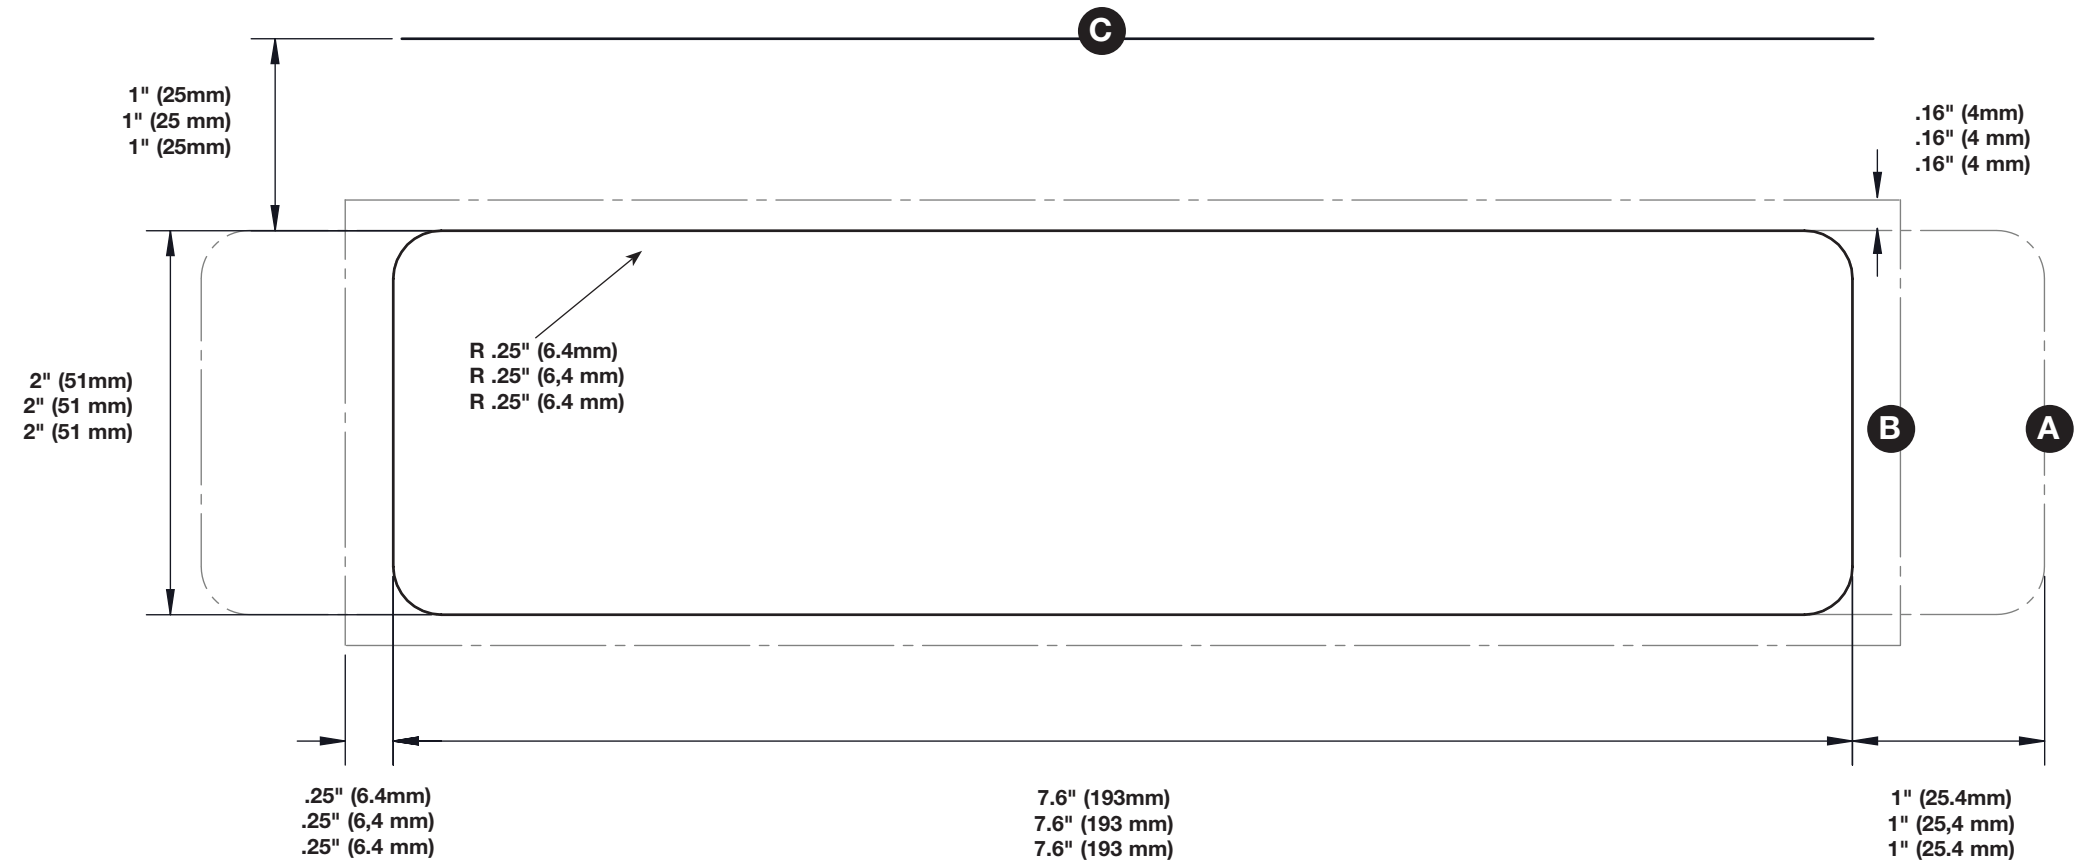 C
1" (25mm)
1" (25 mm)
1" (25mm)
.16" (4mm)
.16" (4 mm)
.16" (4 mm)
R .25" (6.4mm)
R .25" (6,4 mm)
R .25" (6.4 mm)
2" (51mm)
2" (51 mm)
2" (51 mm)
B
A
.25" (6.4mm)
.25" (6,4 mm)
.25" (6.4 mm)
7.6" (193mm)
7.6" (193 mm)
7.6" (193 mm)
1" (25.4mm)
1" (25,4 mm)
1" (25.4 mm)